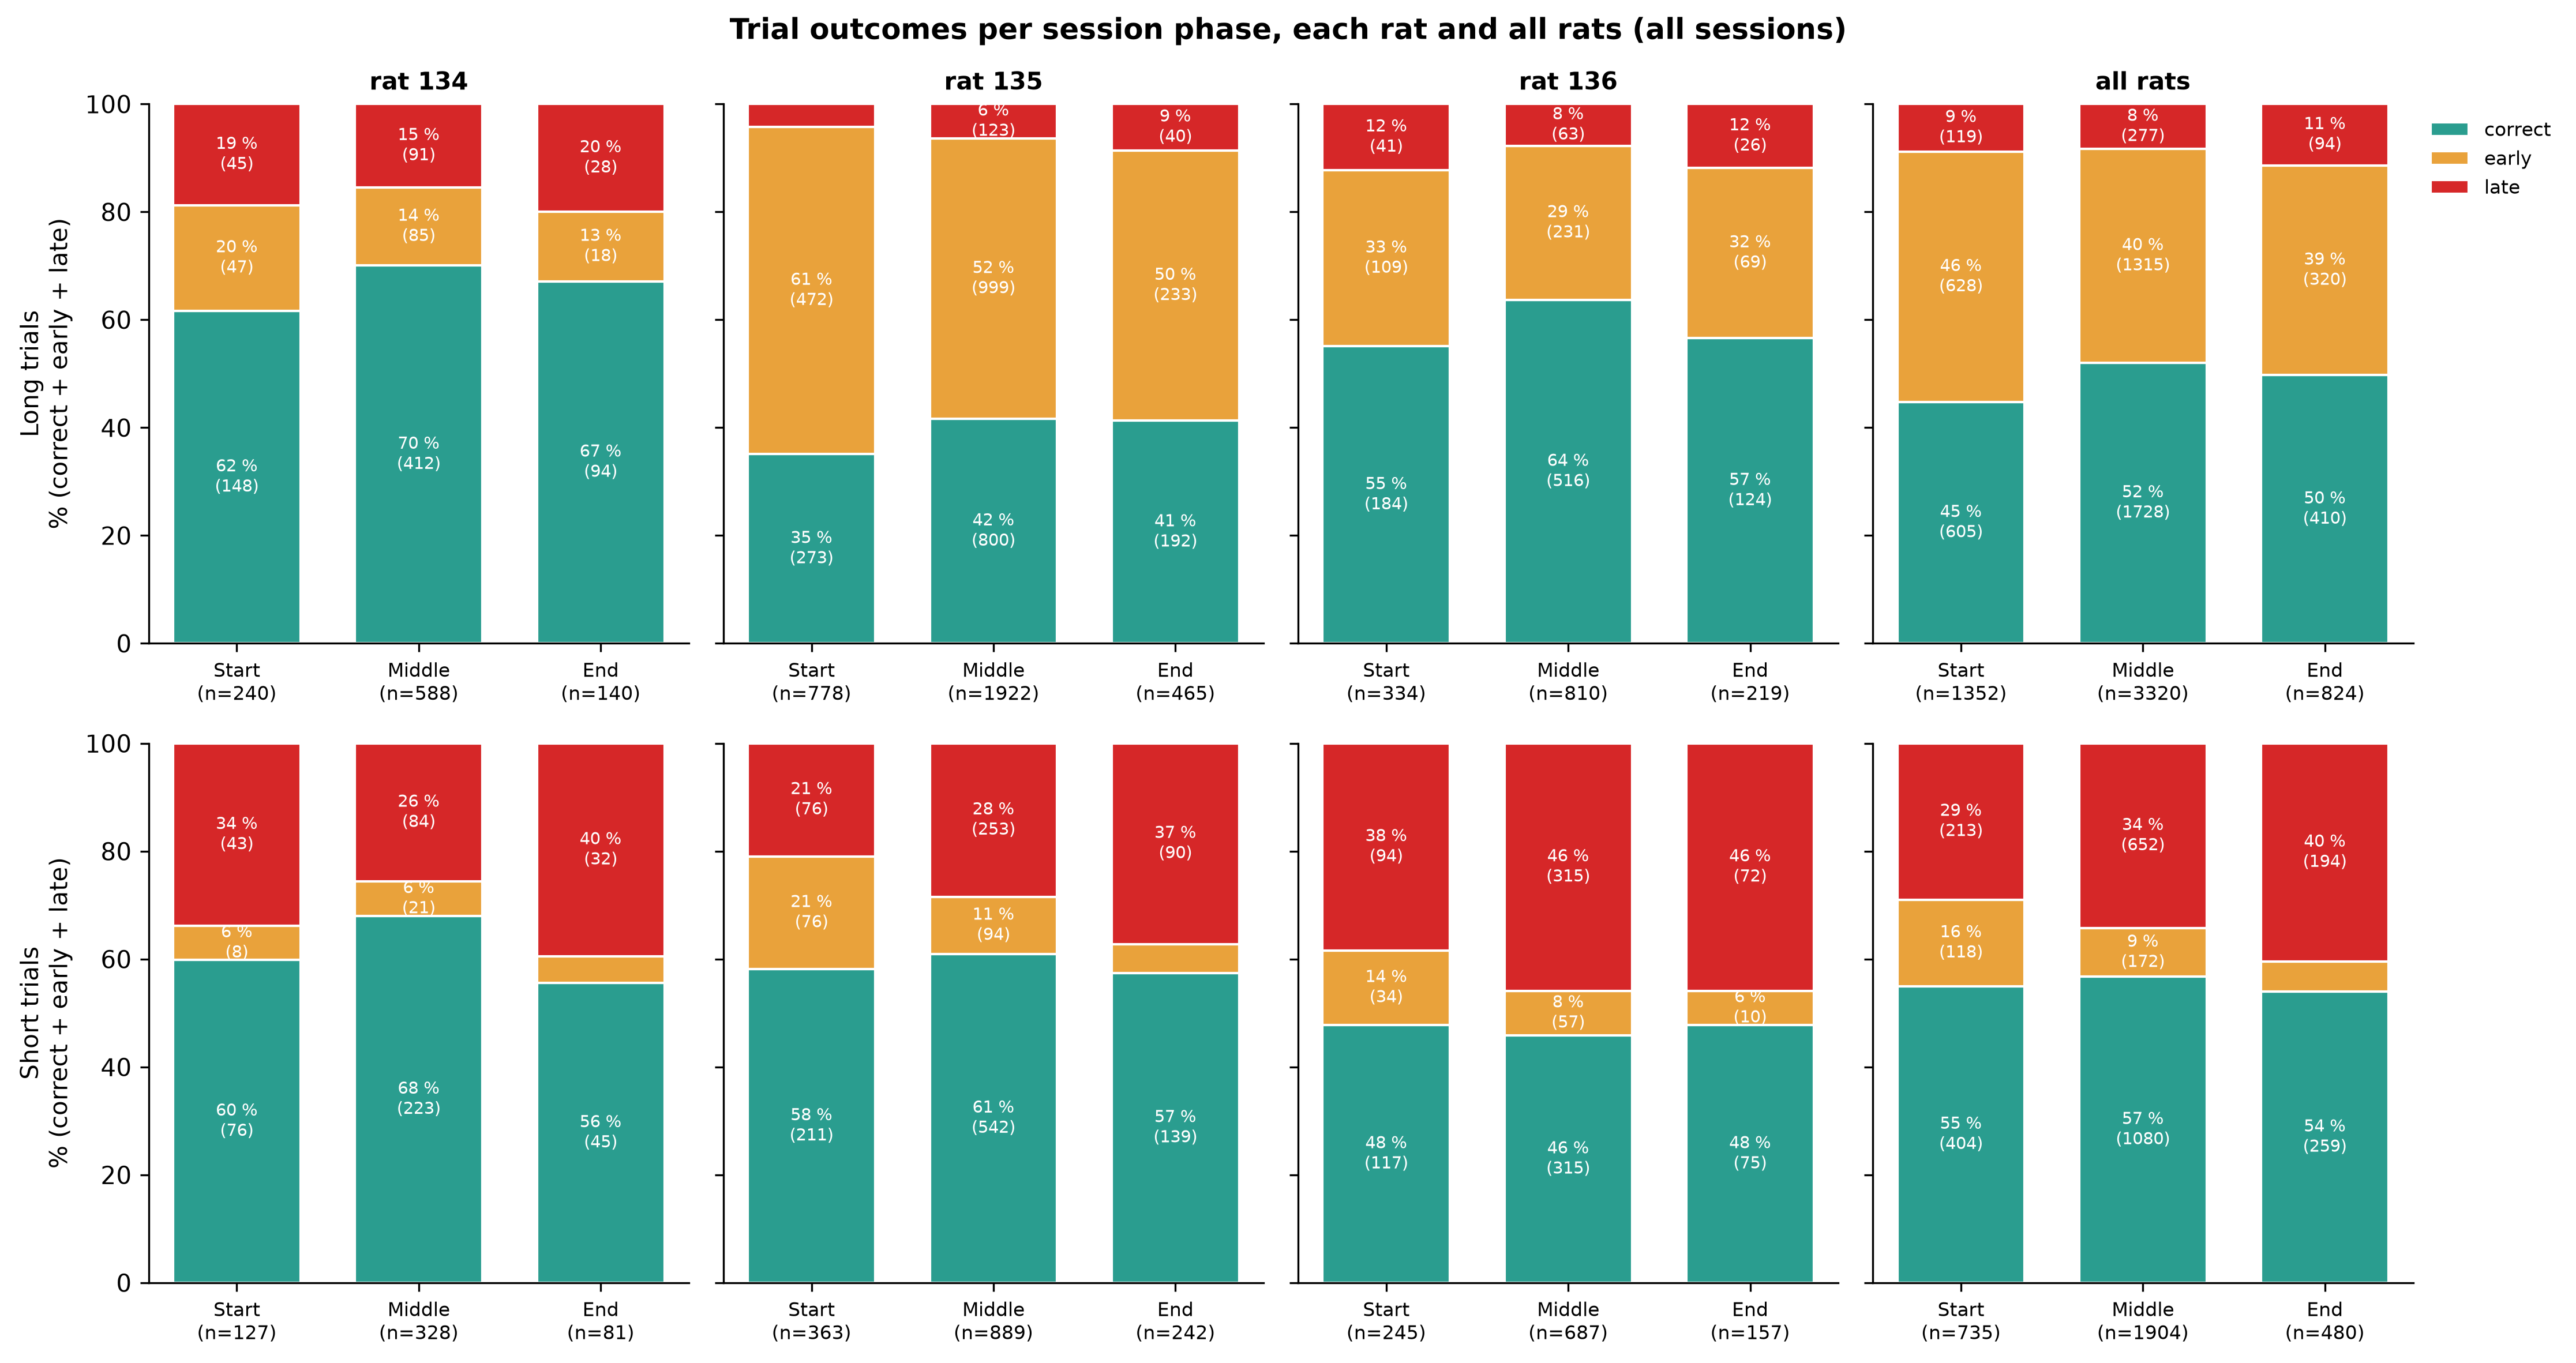 Trial outcomes per session phase, each rat and all rats (all sessions)
rat 134
rat 135
rat 136
all rats
correct
early
late
Long trials
% (correct + early + late)
100
80
60
40
20
0
19 %
(45)
20 %
(47)
62 %
(148)
15 %
(91)
14 %
(85)
70 %
(412)
20 %
(28)
13 %
(18)
67 %
(94)
Start
(n=240)
Middle
(n=588)
End
(n=140)
61 %
(472)
35 %
(273)
6 %
(123)
52 %
(999)
42 %
(800)
9 %
(40)
50 %
(233)
41 %
(192)
Start
(n=778)
Middle
(n=1922)
End
(n=465)
12 %
(41)
33 %
(109)
55 %
(184)
8 %
(63)
29 %
(231)
64 %
(516)
12 %
(26)
32 %
(69)
57 %
(124)
Start
(n=334)
Middle
(n=810)
End
(n=219)
9 %
(119)
46 %
(628)
45 %
(605)
8 %
(277)
40 %
(1315)
52 %
(1728)
11 %
(94)
39 %
(320)
50 %
(410)
Start
(n=1352)
Middle
(n=3320)
End
(n=824)
Short trials
% (correct + early + late)
100
80
60
40
20
0
34 %
(43)
6 %
(8)
60 %
(76)
26 %
(84)
6 %
(21)
68 %
(223)
40 %
(32)
56 %
(45)
Start
(n=127)
Middle
(n=328)
End
(n=81)
21 %
(76)
21 %
(76)
58 %
(211)
28 %
(253)
11 %
(94)
61 %
(542)
37 %
(90)
57 %
(139)
Start
(n=363)
Middle
(n=889)
End
(n=242)
38 %
(94)
14 %
(34)
48 %
(117)
46 %
(315)
8 %
(57)
46 %
(315)
46 %
(72)
6 %
(10)
48 %
(75)
Start
(n=245)
Middle
(n=687)
End
(n=157)
29 %
(213)
16 %
(118)
55 %
(404)
34 %
(652)
9 %
(172)
57 %
(1080)
40 %
(194)
54 %
(259)
Start
(n=735)
Middle
(n=1904)
End
(n=480)